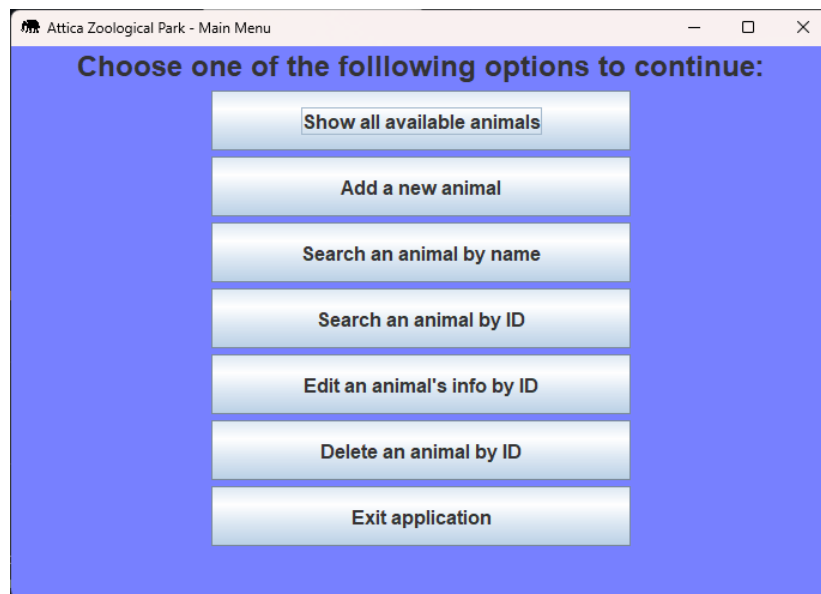 Attica Zoological Park - Main Menu
Choose one of the folllowing options to continue:
Show all available animals
Add a new animal
Search an animal by name
Search an animal by ID
Edit an animal's info by ID
Delete an animal by ID
Exit application